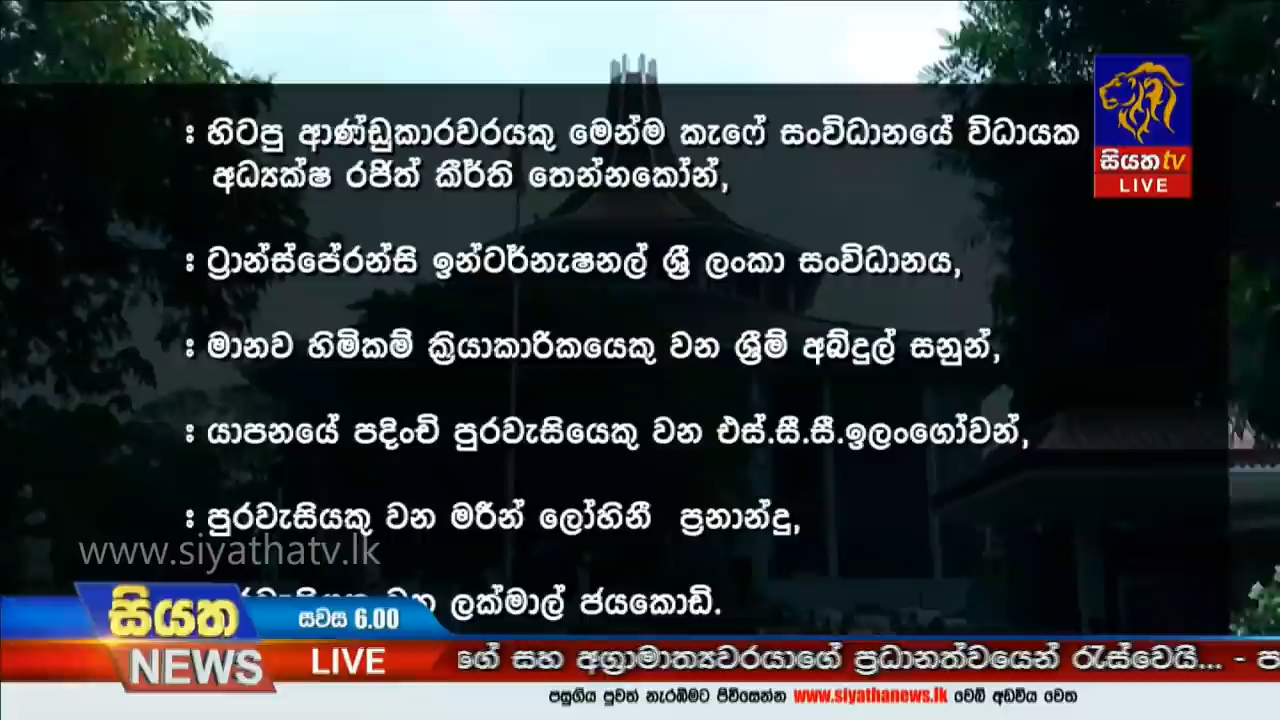 : හිටපු ආණ්ඩුකාරවරයකු මෙන්ම කැෆේ සංවිධානයේ විධායක
අධ්‍යක්ෂ රජිත් කීර්ති තෙන්නකෝන්,
සියත tv
LIVE
: ට්‍රාන්ස්පේරන්සි ඉන්ටර්නැෂනල් ශ්‍රී ලංකා සංවිධානය,
: මානව හිමිකම් ක්‍රියාකාරිකයෙකු වන ශ්‍රීම් අබ්දුල් සනුන්,
: යාපනයේ පදිංචි පුරවැසියෙකු වන එස්.සී.සී.ඉලංගෝවන්,
: පුරවැසියකු වන මරීන් ලෝහිනී ප්‍රනාන්දු,
www.siyathatv.lk
ලක්මාල් ජයකොඩි.
සියත
NEWS
සවස 6.00
LIVE
ගේ සහ අග්‍රාමාත්‍යවරයාගේ ප්‍රධානත්වයෙන් රැස්වෙයි... - ප
පසුගිය පුවත් නැරඹීමට පිවිසෙන්න www.siyathanews.lk වෙබ් අඩවිය වෙත